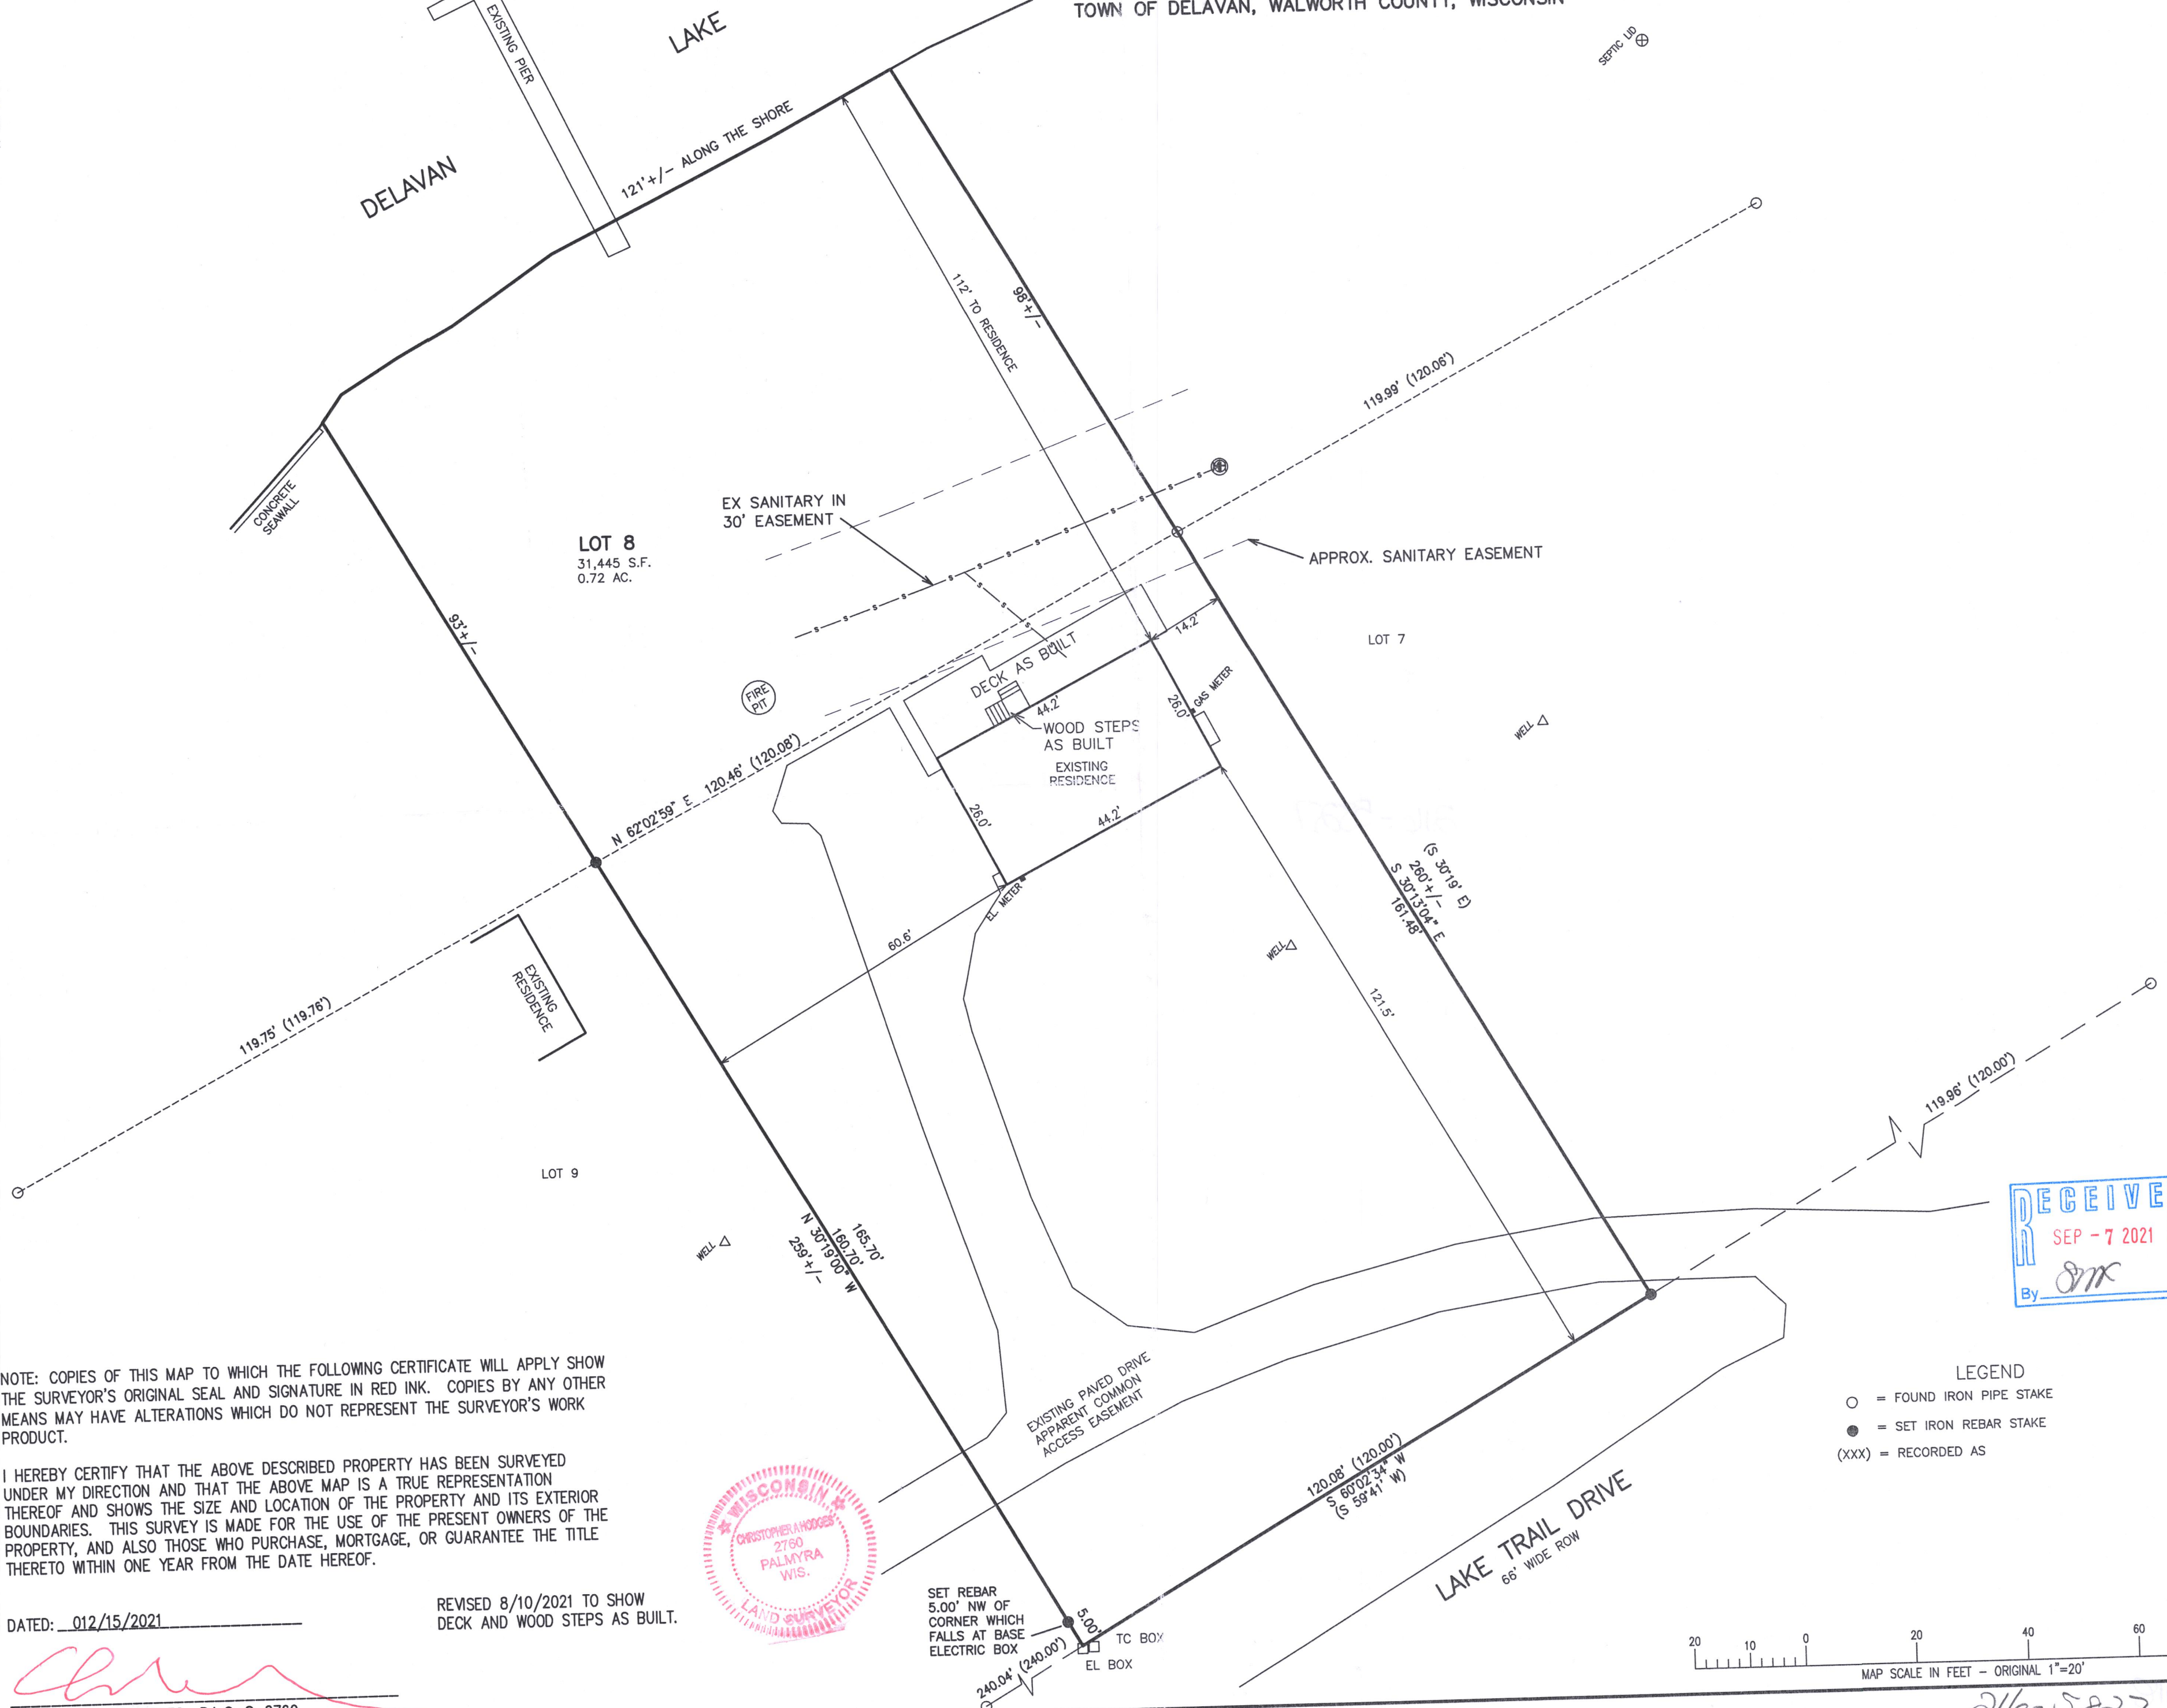 TOWN OF DELAVAN, WALWORTH COUNTY, WISCONSIN
EXISTING PIER
LAKE
SEPTIC LID
DELAVAN
121'+/- ALONG THE SHORE
112' TO RESIDENCE
98'+/-
119.99' (120.06')
CONCRETE
SEAWALL
EX SANITARY IN
30' EASEMENT
LOT 8
31,445 S.F.
0.72 AC.
APPROX. SANITARY EASEMENT
93'+/-
14.2'
LOT 7
DECK AS BUILT
FIRE
PIT
44.2'
26.0'
GAS METER
WOOD STEPS
AS BUILT
EXISTING
RESIDENCE
WELL
N 62°02'59" E 120.46' (120.08')
26.0'
44.2'
EL METER
(S 30°19' E)
260'+/-
S 30°13'04" E
161.48'
60.6'
WELL
EXISTING
RESIDENCE
121.5'
119.75' (119.76')
119.96' (120.00')
LOT 9
WELL
165.70'
160.70'
N 30°19'00" W
259'+/-
RECEIVE
SEP - 7 2021
By
NOTE: COPIES OF THIS MAP TO WHICH THE FOLLOWING CERTIFICATE WILL APPLY SHOW
THE SURVEYOR'S ORIGINAL SEAL AND SIGNATURE IN RED INK. COPIES BY ANY OTHER
MEANS MAY HAVE ALTERATIONS WHICH DO NOT REPRESENT THE SURVEYOR'S WORK
PRODUCT.
I HEREBY CERTIFY THAT THE ABOVE DESCRIBED PROPERTY HAS BEEN SURVEYED
UNDER MY DIRECTION AND THAT THE ABOVE MAP IS A TRUE REPRESENTATION
THEREOF AND SHOWS THE SIZE AND LOCATION OF THE PROPERTY AND ITS EXTERIOR
BOUNDARIES. THIS SURVEY IS MADE FOR THE USE OF THE PRESENT OWNERS OF THE
PROPERTY, AND ALSO THOSE WHO PURCHASE, MORTGAGE, OR GUARANTEE THE TITLE
THERETO WITHIN ONE YEAR FROM THE DATE HEREOF.
DATED: 012/15/2021
REVISED 8/10/2021 TO SHOW
DECK AND WOOD STEPS AS BUILT.
WISCONSIN
CHRISTOPHER A HODGES
2760
PALMYRA
WIS.
LAND SURVEYOR
EXISTING PAVED DRIVE
APPARENT COMMON
ACCESS EASEMENT
120.08' (120.00')
S 60°02'34" W
(S 59°41' W)
LAKE TRAIL DRIVE
66' WIDE ROW
LEGEND
= FOUND IRON PIPE STAKE
= SET IRON REBAR STAKE
(XXX) = RECORDED AS
SET REBAR
5.00' NW OF
CORNER WHICH
FALLS AT BASE
ELECTRIC BOX
5.00'
TC BOX
EL BOX
240.04' (240.00')
20 10 0 20 40 60
MAP SCALE IN FEET - ORIGINAL 1"=20'